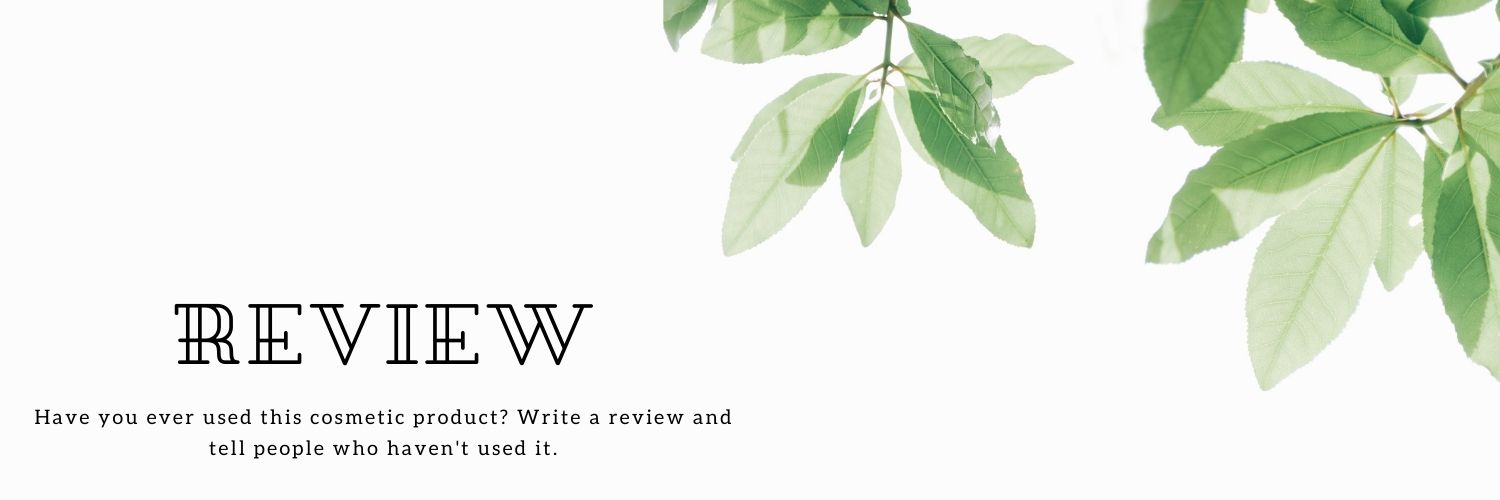 REVIEW
Have you ever used this cosmetic product? Write a review and
tell people who haven't used it.